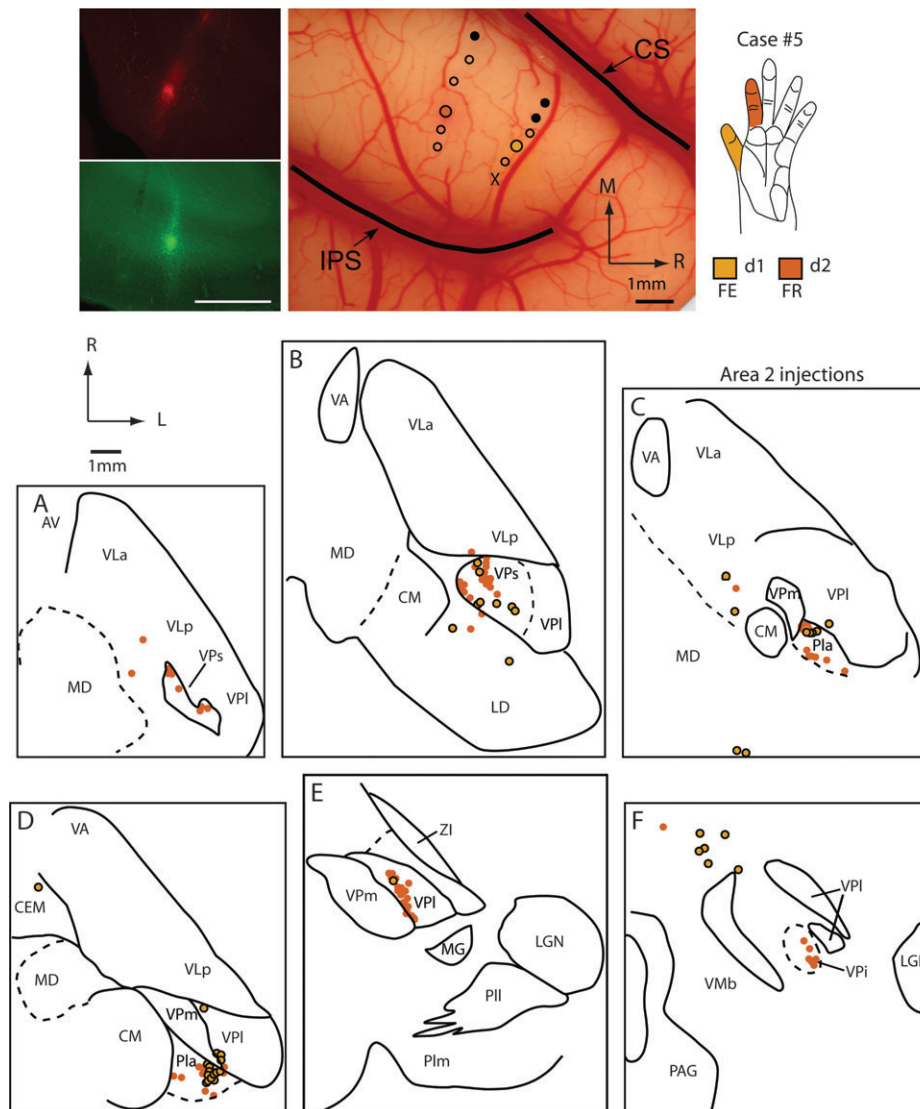 Case #5
CS
X
M
R
IPS
1mm
d1 d2
FE FR
R
L
1mm
Area 2 injections
A
AV
VLa
VLp
VPs
MD
VPl
B
VA
VLa
VLp
MD
VPs
CM
VPl
LD
C
VLa
VA
VLp
VPm
VPl
CM
Pla
MD
D
VA
CEM
MD
VLp
VPm
VPl
Pla
CM
E
ZI
VPm
VPl
MG
LGN
Pll
Plm
F
VPl
VPi
VMb
LGN
PAG